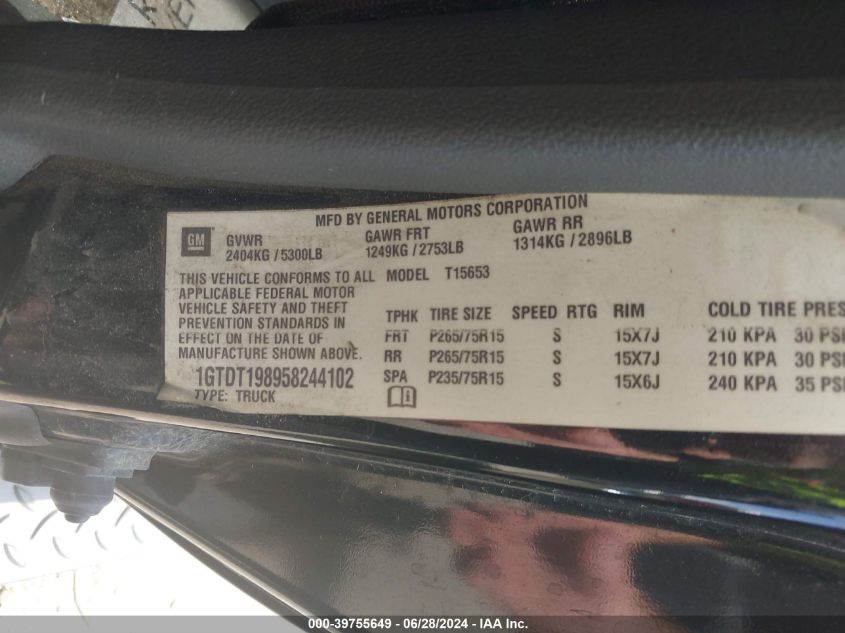 MFD BY GENERAL MOTORS CORPORATION
GM
GVWR GAWR FRT GAWR RR
2404KG / 5300LB 1249KG / 2753LB 1314KG / 2896LB
THIS VEHICLE CONFORMS TO ALL MODEL T15653
APPLICABLE FEDERAL MOTOR
VEHICLE SAFETY AND THEFT
PREVENTION STANDARDS IN
EFFECT ON THE DATE OF
MANUFACTURE SHOWN ABOVE.
1GTDT198958244102
TYPE: TRUCK
TPHK TIRE SIZE SPEED RTG RIM COLD TIRE PRES
FRT P265/75R15 S 15X7J 210 KPA 30 PSI
RR P265/75R15 S 15X7J 210 KPA 30 PSI
SPA P235/75R15 S 15X6J 240 KPA 35 PSI
000-39755649 - 06/28/2024 - IAA Inc.